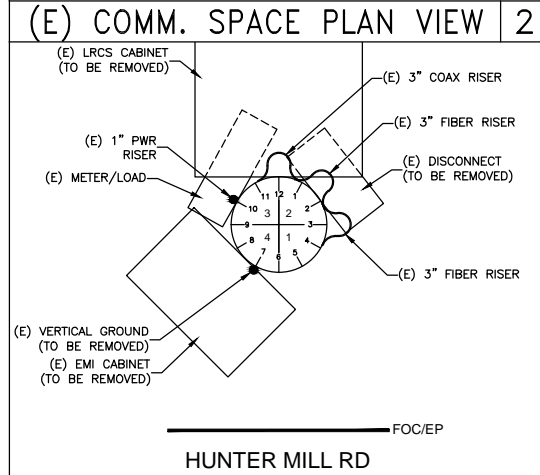 (E) COMM. SPACE PLAN VIEW 2
(E) LRCS CABINET
(TO BE REMOVED)
(E) 3" COAX RISER
(E) 3" FIBER RISER
(E) 1" PWR
RISER
(E) DISCONNECT
(TO BE REMOVED)
(E) METER/LOAD
12
11 1
10 3 2 2
9 3
8 4 1 4
7 5
6
(E) 3" FIBER RISER
(E) VERTICAL GROUND
(TO BE REMOVED)
(E) EMI CABINET
(TO BE REMOVED)
FOC/EP
HUNTER MILL RD